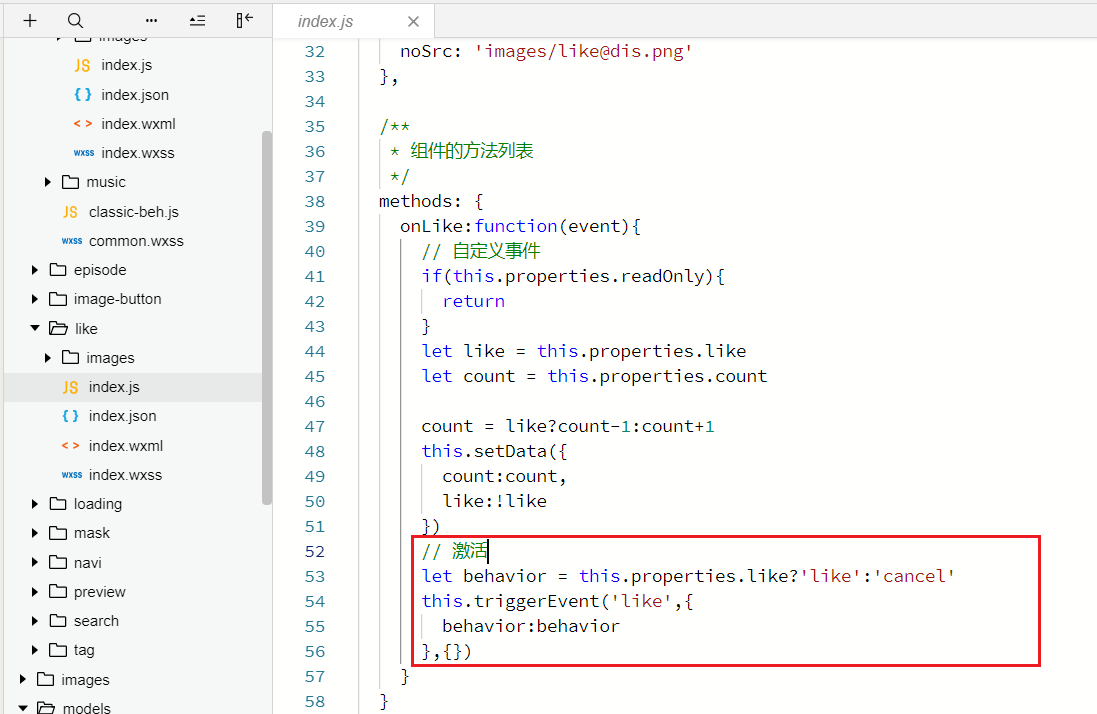 index.js
images
index.js
index.json
index.wxml
wxss index.wxss
music
JS classic-beh.js
wxss common.wxss
episode
image-button
like
images
JS index.js
{ } index.json
< > index.wxml
wxss index.wxss
loading
mask
navi
preview
search
tag
images
models
32 noSrc: 'images/like@dis.png'
33 },
34
35 /**
36 * 组件的方法列表
37 */
38 methods: {
39 onLike:function(event){
40 // 自定义事件
41 if(this.properties.readOnly){
42 return
43 }
44 let like = this.properties.like
45 let count = this.properties.count
46
47 count = like?count-1:count+1
48 this.setData({
49 count:count,
50 like:!like
51 })
52 // 激活
53 let behavior = this.properties.like?'like':'cancel'
54 this.triggerEvent('like',{
55 behavior:behavior
56 },{})
57 }
58 }